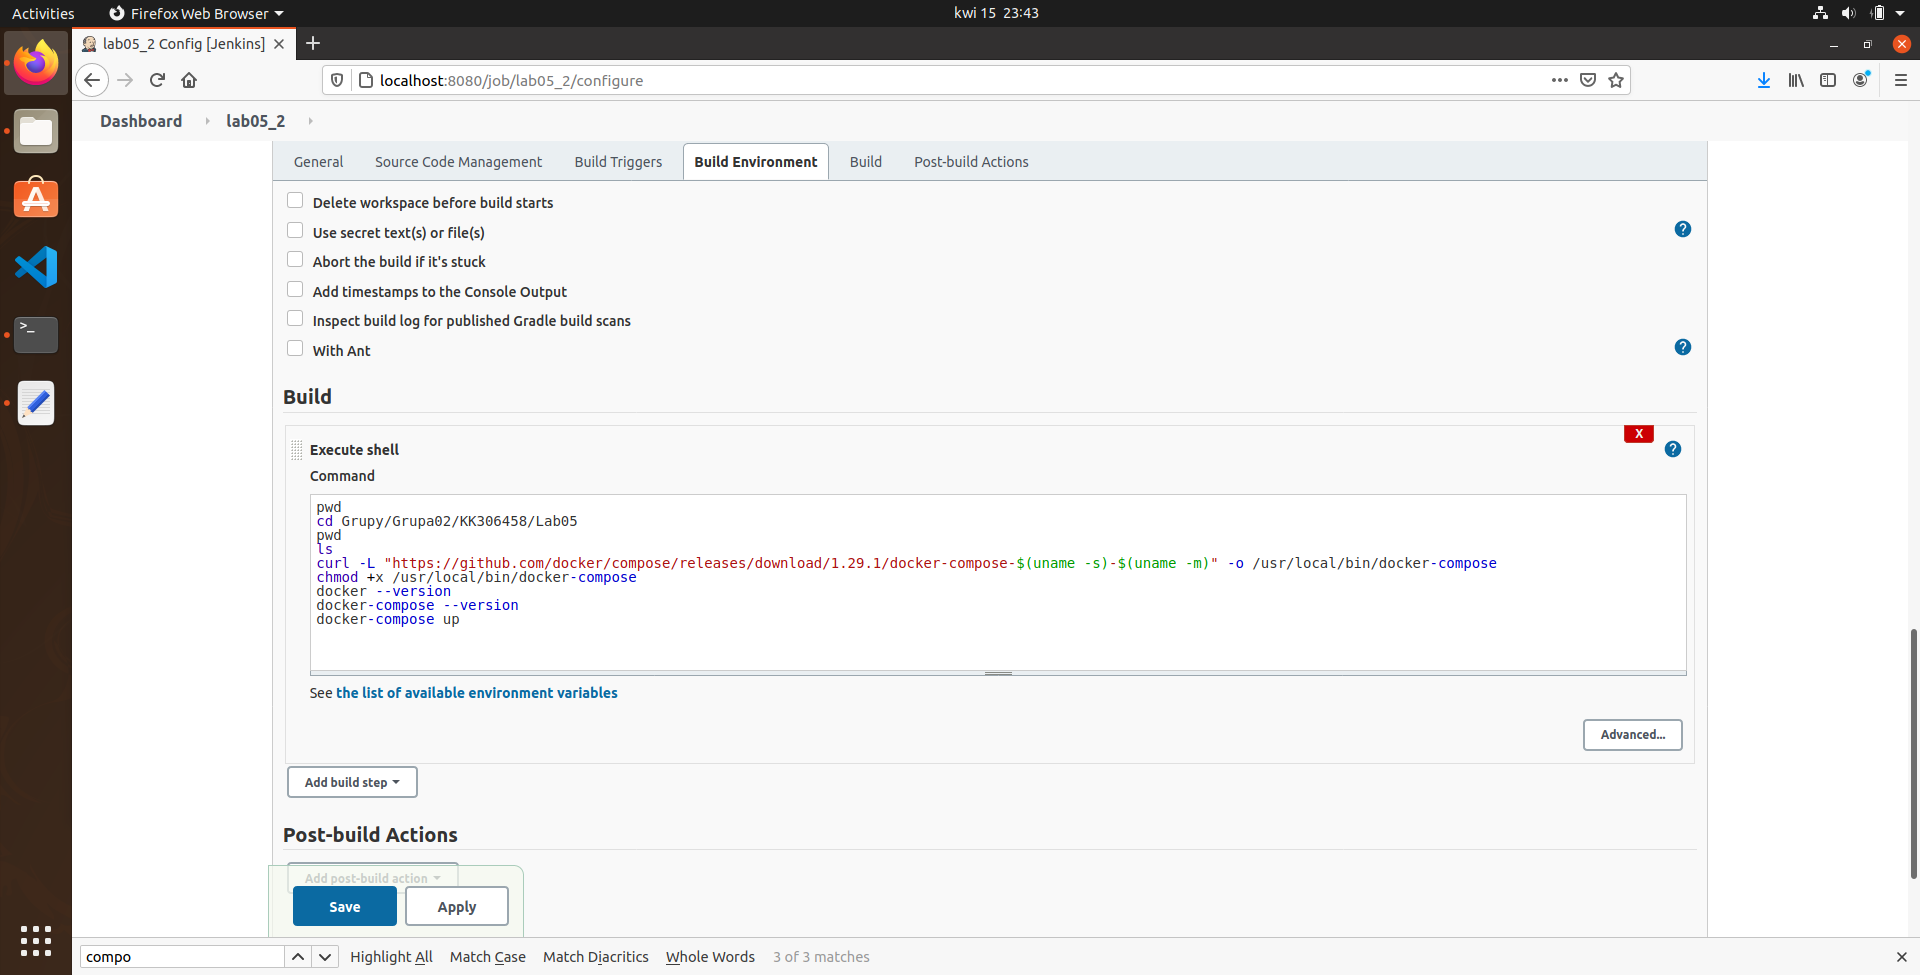 Activities
Firefox Web Browser
kwi 15 23:43
lab05_2 Config [Jenkins]
localhost:8080/job/lab05_2/configure
Dashboard
lab05_2
General
Source Code Management
Build Triggers
Build Environment
Build
Post-build Actions
Delete workspace before build starts
Use secret text(s) or file(s)
Abort the build if it's stuck
Add timestamps to the Console Output
Inspect build log for published Gradle build scans
With Ant
Build
X
Execute shell
Command
pwd
cd Grupy/Grupa02/KK306458/Lab05
pwd
ls
curl -L "https://github.com/docker/compose/releases/download/1.29.1/docker-compose-$(uname -s)-$(uname -m)" -o /usr/local/bin/docker-compose
chmod +x /usr/local/bin/docker-compose
docker --version
docker-compose --version
docker-compose up
See the list of available environment variables
Advanced...
Add build step
Post-build Actions
Add post-build action
Save
Apply
compo
Highlight All
Match Case
Match Diacritics
Whole Words
3 of 3 matches